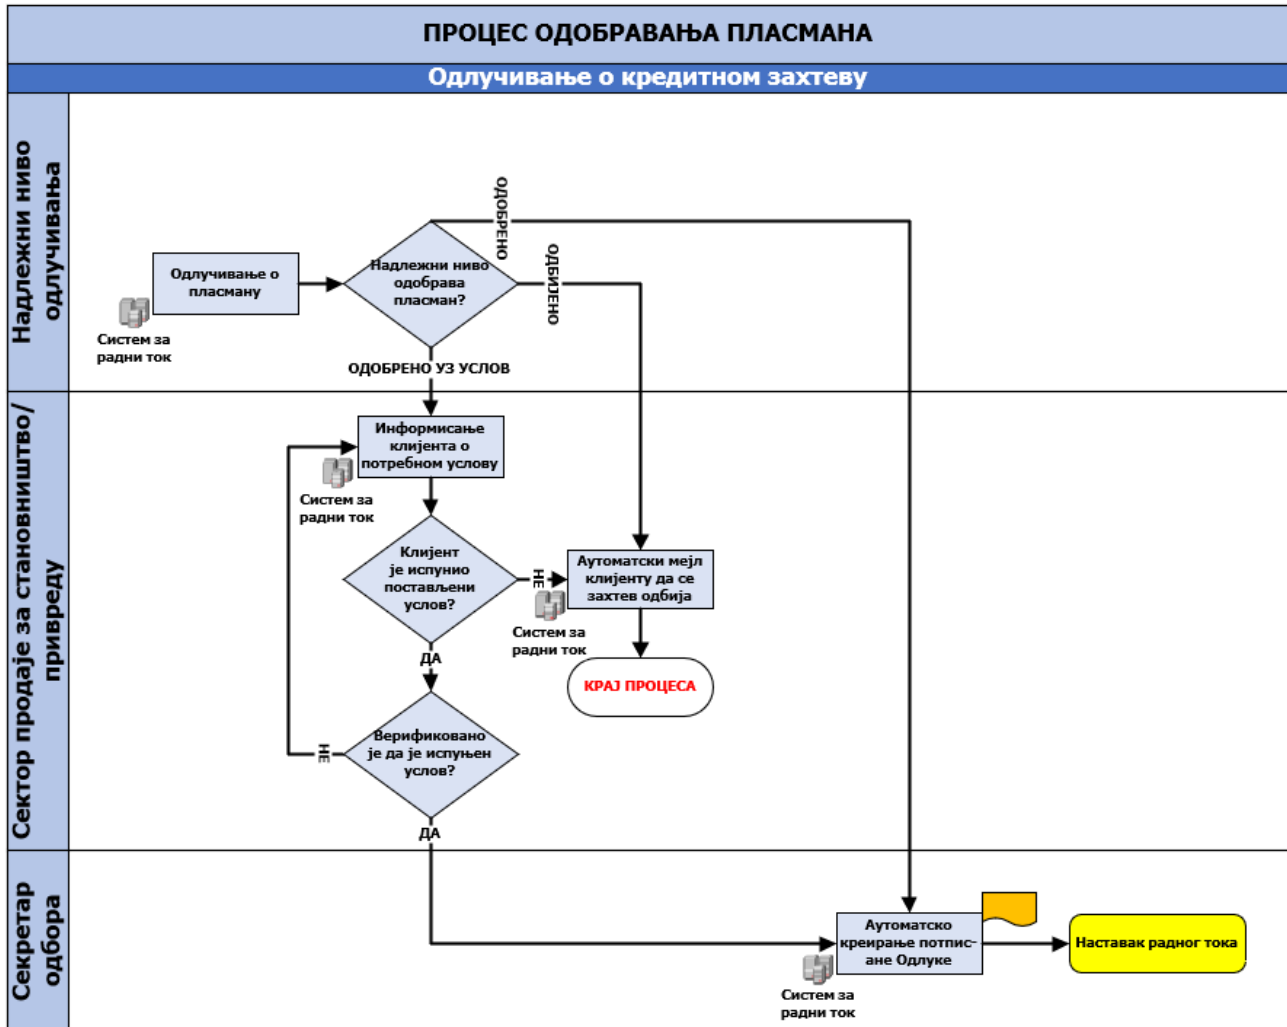 ПРОЦЕС ОДОБРАВАЊА ПЛАСМАНА
Одлучивање о кредитном захтеву
Надлежни ниво
одлучивања
ОДОБРЕНО
ОДБИЈЕНО
Одлучивање о
пласману
Надлежни ниво
одобрава
пласман?
Систем за
радни ток
ОДОБРЕНО УЗ УСЛОВ
Сектор продаје за становништво/
привреду
Информисање
клијента о
потребном услову
Систем за
радни ток
Клијент
је испунио
постављени
услов?
НЕ
Аутоматски мејл
клијенту да се
захтев одбија
Систем за
радни ток
ДА
КРАЈ ПРОЦЕСА
Верификовано
је да је испуњен
услов?
НЕ
ДА
Секретар
одбора
Аутоматско
креирање потпис-
ане Одлуке
Наставак радног тока
Систем за
радни ток